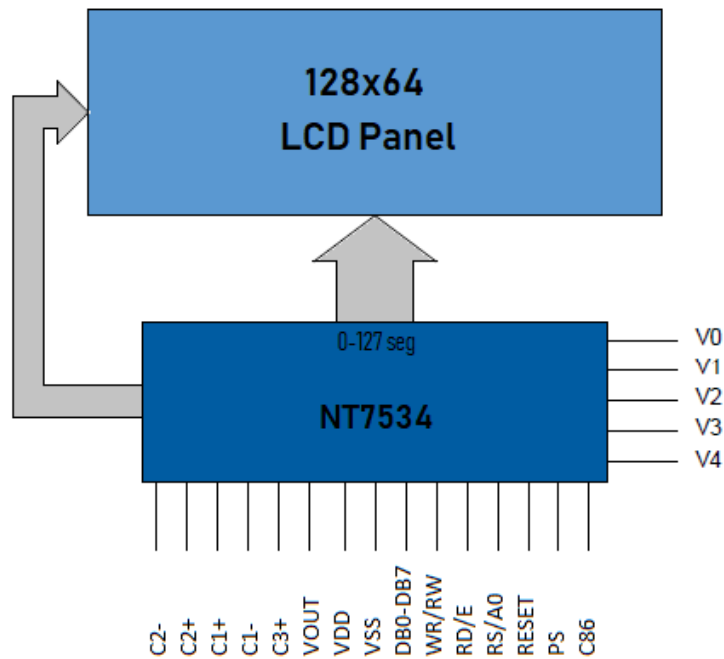 128x64
LCD Panel
0-127 seg
NT7534
V0
V1
V2
V3
V4
C2-
C2+
C1+
C1-
C3+
VOUT
VDD
VSS
DB0-DB7
WR/RW
RD/E
RS/A0
RESET
PS
C86